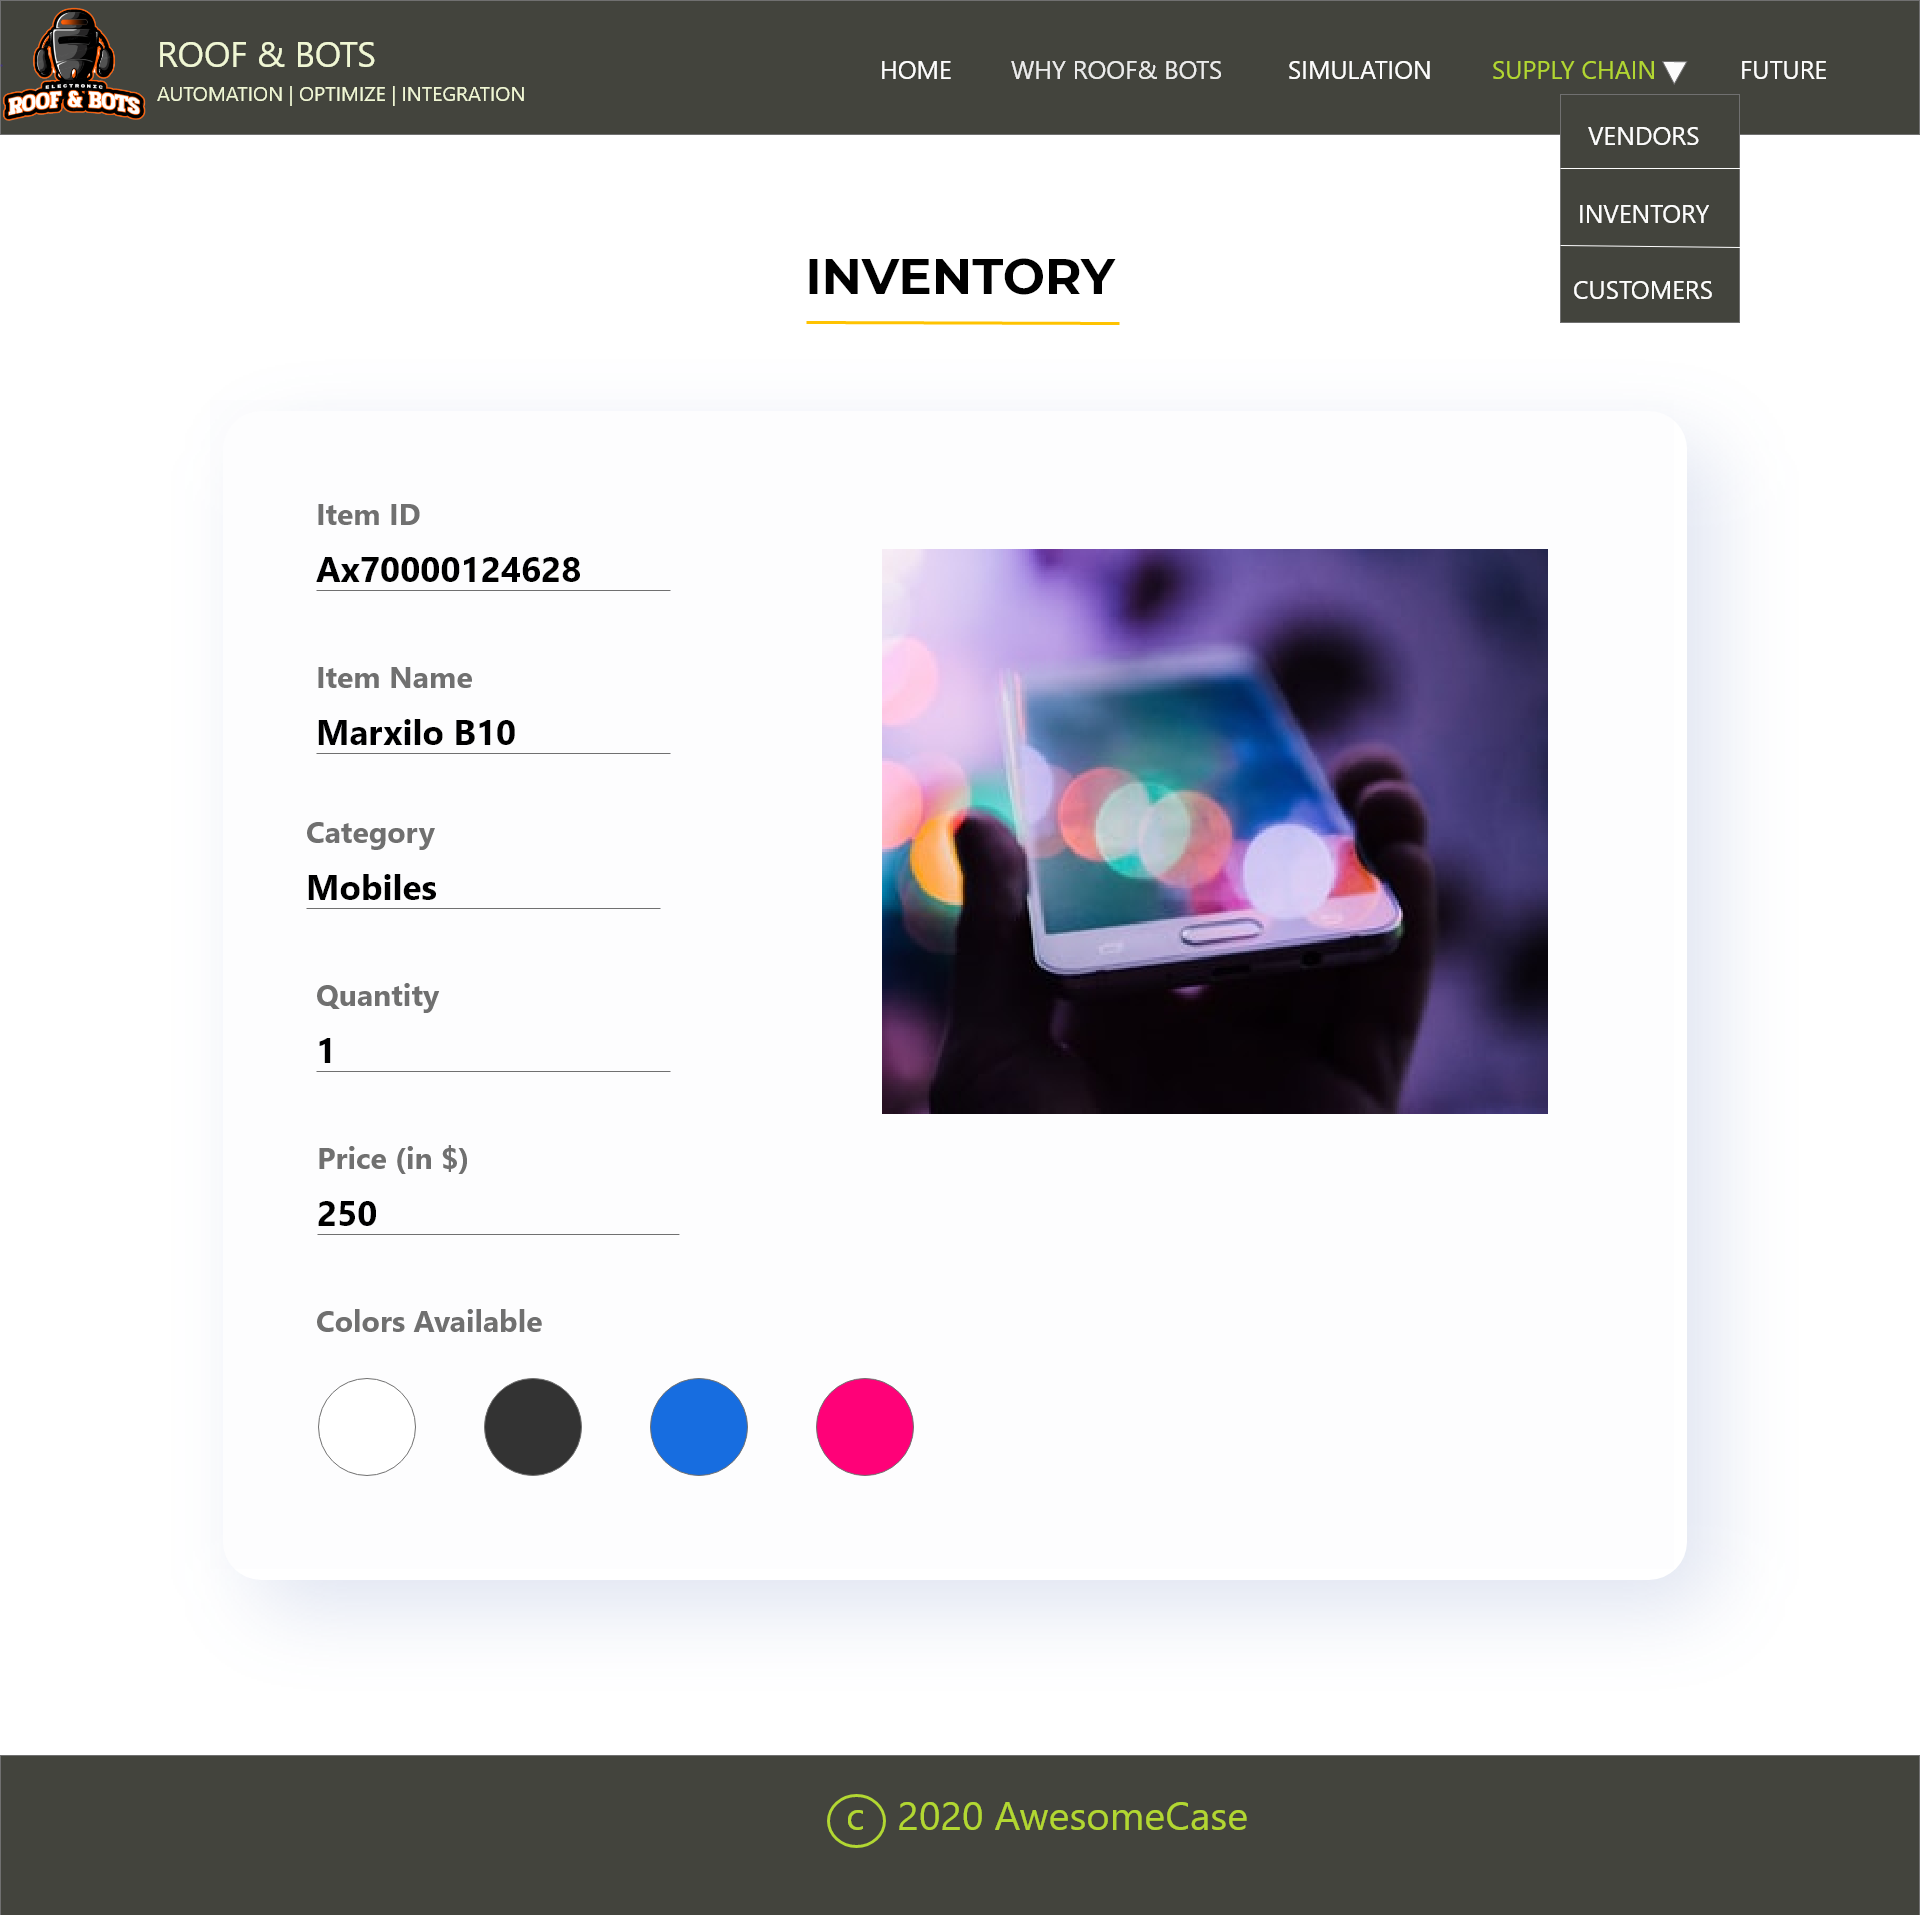 ELECTRONIC
ROOF & BOTS
ROOF & BOTS
AUTOMATION | OPTIMIZE | INTEGRATION
HOME
WHY ROOF& BOTS
SIMULATION
SUPPLY CHAIN
FUTURE
VENDORS
INVENTORY
CUSTOMERS
INVENTORY
Item ID
Ax70000124628
Item Name
Marxilo B10
Category
Mobiles
Quantity
1
Price (in $)
250
Colors Available
c 2020 AwesomeCase